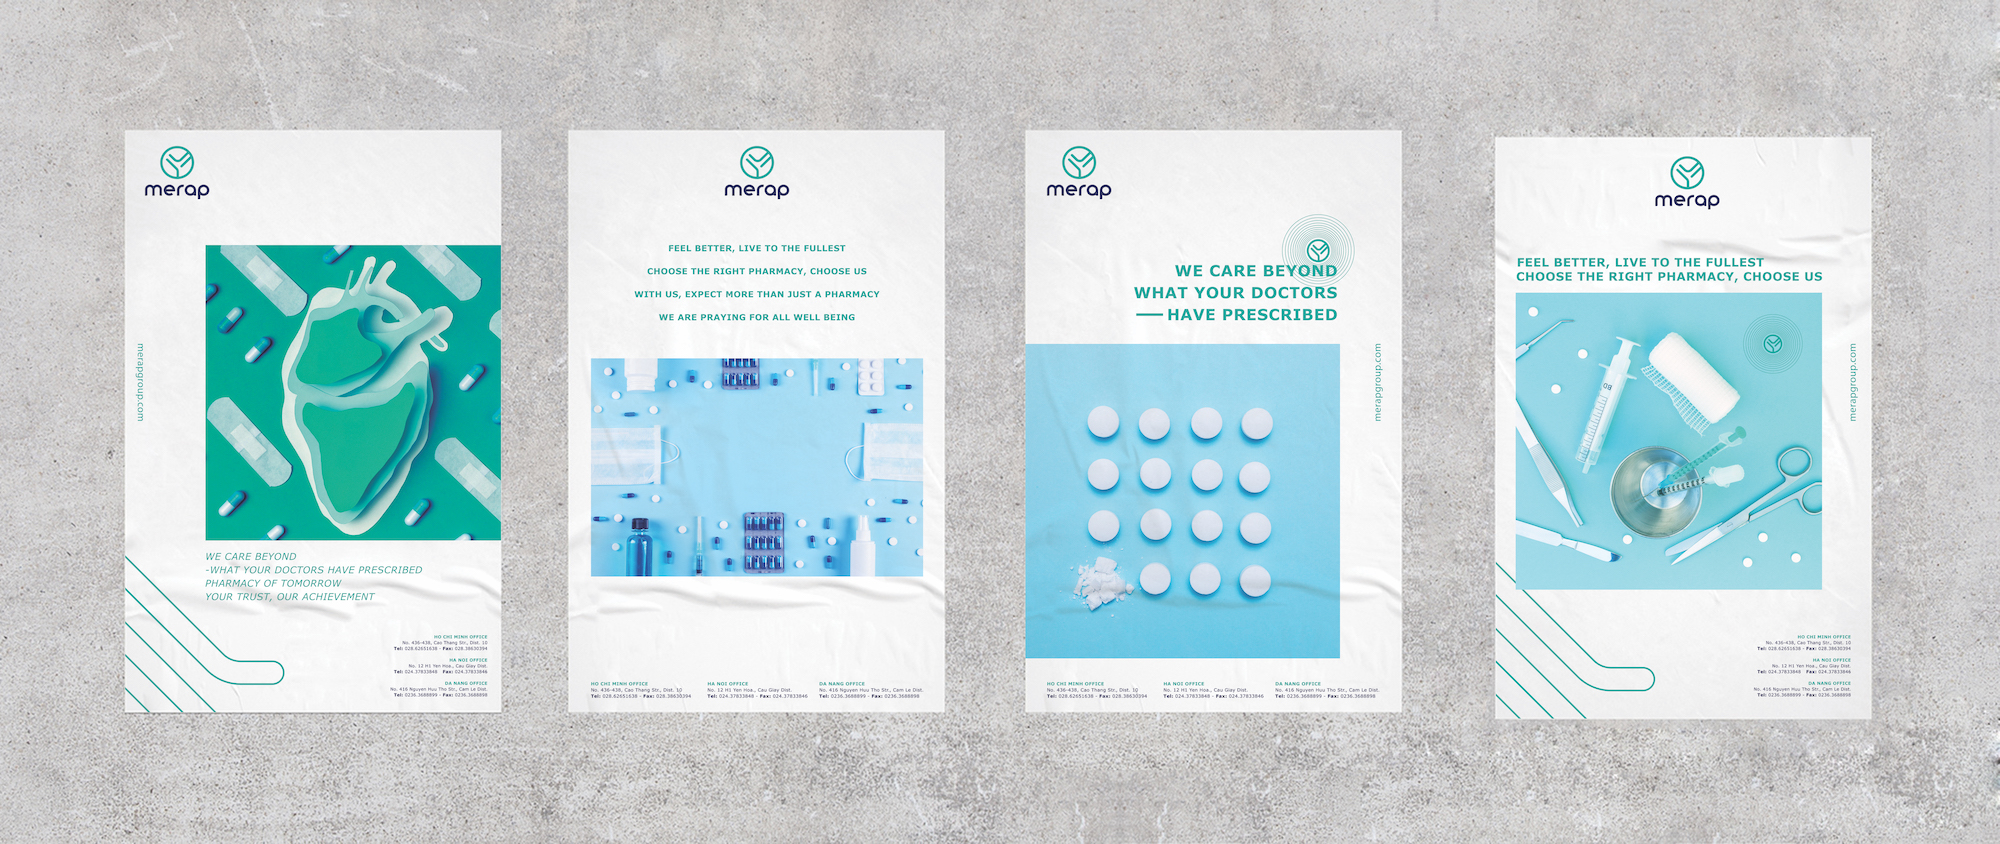 merap
merapgroup.com
WE CARE BEYOND
-WHAT YOUR DOCTORS HAVE PRESCRIBED
PHARMACY OF TOMORROW
YOUR TRUST, OUR ACHIEVEMENT
HO CHI MINH OFFICE
No. 436-438, Cao Thang Str., Dist. 10
Tel: 028.62651638 - Fax: 028.38630394
HA NOI OFFICE
No. 12 H1 Yen Hoa., Cau Giay Dist.
Tel: 024.37833848 - Fax: 024.37833846
DA NANG OFFICE
No. 416 Nguyen Huu Tho Str., Cam Le Dist.
Tel: 0236.3688899 - Fax: 0236.3688898
merap
FEEL BETTER, LIVE TO THE FULLEST
CHOOSE THE RIGHT PHARMACY, CHOOSE US
WITH US, EXPECT MORE THAN JUST A PHARMACY
WE ARE PRAYING FOR ALL WELL BEING
HO CHI MINH OFFICE
No. 436-438, Cao Thang Str., Dist. 10
Tel: 028.62651638 - Fax: 028.38630394
HA NOI OFFICE
No. 12 H1 Yen Hoa., Cau Giay Dist.
Tel: 024.37833848 - Fax: 024.37833846
DA NANG OFFICE
No. 416 Nguyen Huu Tho Str., Cam Le Dist.
Tel: 0236.3688899 - Fax: 0236.3688898
merap
WE CARE BEYOND
WHAT YOUR DOCTORS
— HAVE PRESCRIBED
merapgroup.com
HO CHI MINH OFFICE
No. 436-438, Cao Thang Str., Dist. 10
Tel: 028.62651638 - Fax: 028.38630394
HA NOI OFFICE
No. 12 H1 Yen Hoa., Cau Giay Dist.
Tel: 024.37833848 - Fax: 024.37833846
DA NANG OFFICE
No. 416 Nguyen Huu Tho Str., Cam Le Dist.
Tel: 0236.3688899 - Fax: 0236.3688898
merap
FEEL BETTER, LIVE TO THE FULLEST
CHOOSE THE RIGHT PHARMACY, CHOOSE US
BD
merapgroup.com
HO CHI MINH OFFICE
No. 436-438, Cao Thang Str., Dist. 10
Tel: 028.62651638 - Fax: 028.38630394
HA NOI OFFICE
No. 12 H1 Yen Hoa., Cau Giay Dist.
Tel: 024.37833848 - Fax: 024.37833846
DA NANG OFFICE
No. 416 Nguyen Huu Tho Str., Cam Le Dist.
Tel: 0236.3688899 - Fax: 0236.3688898